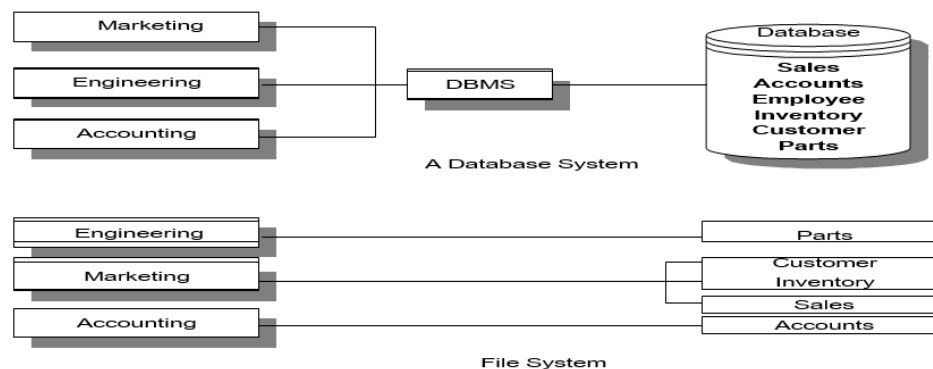 Marketing
Engineering
Accounting
DBMS
Database
Sales
Accounts
Employee
Inventory
Customer
Parts
A Database System
Engineering
Parts
Marketing
Customer
Inventory
Sales
Accounting
Accounts
File System